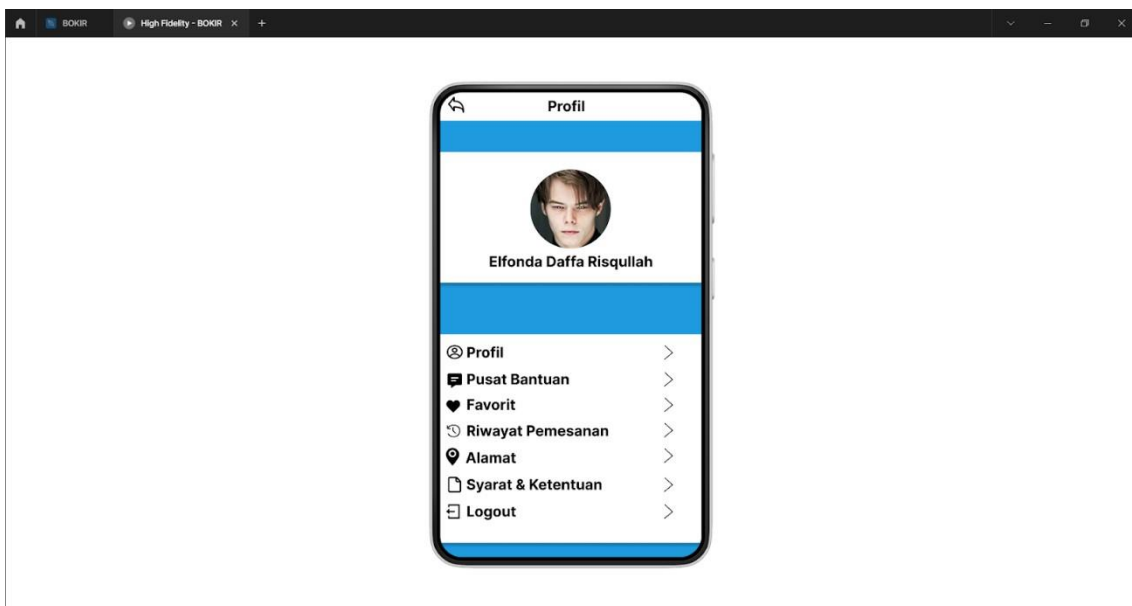 BOKIR
High Fidelity - BOKIR
Profil
Elfonda Daffa Risqullah
Profil
Pusat Bantuan
Favorit
Riwayat Pemesanan
Alamat
Syarat & Ketentuan
Logout